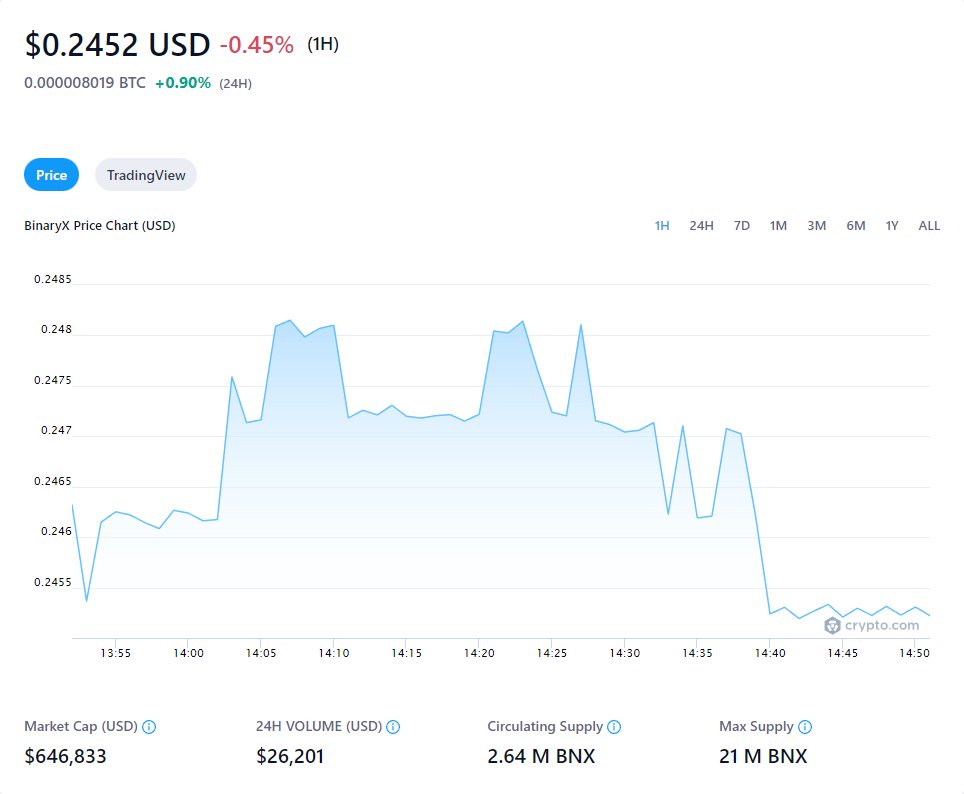 $0.2452 USD -0.45% (1H)
0.000008019 BTC +0.90% (24H)
Price TradingView
BinaryX Price Chart (USD) 1H 24H 7D 1M 3M 6M 1Y ALL
0.2485
0.248
0.2475
0.247
0.2465
0.246
0.2455
crypto.com
13:55 14:00 14:05 14:10 14:15 14:20 14:25 14:30 14:35 14:40 14:45 14:50
Market Cap (USD) 24H VOLUME (USD) Circulating Supply Max Supply
$646,833 $26,201 2.64 M BNX 21 M BNX